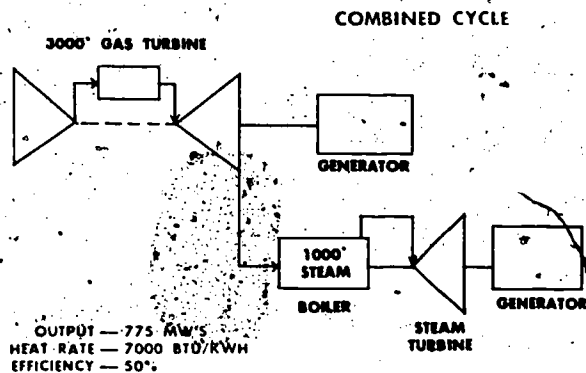 COMBINED CYCLE
3000° GAS TURBINE
GENERATOR
1000°
STEAM
BOILER
GENERATOR
STEAM
TURBINE
OUTPUT — 775 MW'S
HEAT RATE — 7000 BTU/KWH
EFFICIENCY — 50%